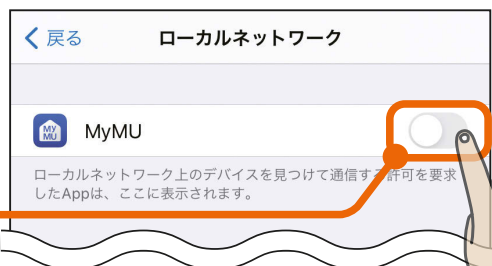 戻る
ローカルネットワーク
MY
MU
MyMU
ローカルネットワーク上のデバイスを見つけて通信する許可を要求
したAppは、ここに表示されます。